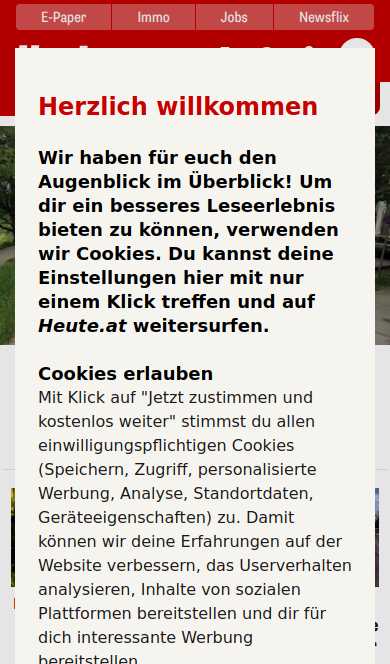 E-Paper
Immo
Jobs
Newsflix
Herzlich willkommen
Wir haben für euch den
Augenblick im Überblick! Um
dir ein besseres Leseerlebnis
bieten zu können, verwenden
wir Cookies. Du kannst deine
Einstellungen hier mit nur
einem Klick treffen und auf
Heute.at weitersurfen.
Cookies erlauben
Mit Klick auf "Jetzt zustimmen und
kostenlos weiter" stimmst du allen
einwilligungspflichtigen Cookies
(Speichern, Zugriff, personalisierte
Werbung, Analyse, Standortdaten,
Geräteeigenschaften) zu. Damit
können wir deine Erfahrungen auf der
Website verbessern, das Userverhalten
analysieren, Inhalte von sozialen
Plattformen bereitstellen und dir für
dich interessante Werbung
bereitstellen